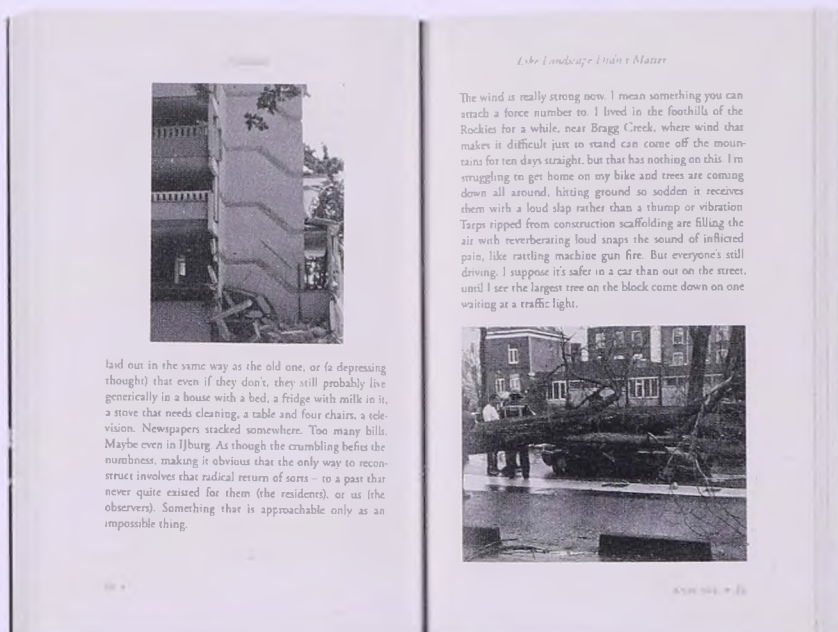 laid out in the same way as the old one, or (a depressing
thought) that even if they don't, they still probably live
generically in a house with a bed, a fridge with milk in it,
a stove that needs cleaning, a table and four chairs, a tele-
vision. Newspapers stacked somewhere. Too many bills.
Maybe even in IJburg. As though the crumbling befits the
numbness, making it obvious that the only way to recon-
struct involves that radical return of sorts – to a past that
never quite existed for them (the residents), or us (the
observers). Something that is approachable only as an
impossible thing.
Like Landscape Didn't Matter
The wind is really strong now. I mean something you can
attach a force number to. I lived in the foothills of the
Rockies for a while, near Bragg Creek, where wind that
makes it difficult just to stand can come off the moun-
tains for ten days straight, but that has nothing on this. I'm
struggling to get home on my bike and trees are coming
down all around, hitting ground so sodden it receives
them with a loud slap rather than a thump or vibration
Tarps ripped from construction scaffolding are filling the
air with reverberating loud snaps the sound of inflicted
pain, like rattling machine gun fire. But everyone's still
driving. I suppose it's safer in a car than out on the street,
until I see the largest tree on the block come down on one
waiting at a traffic light.